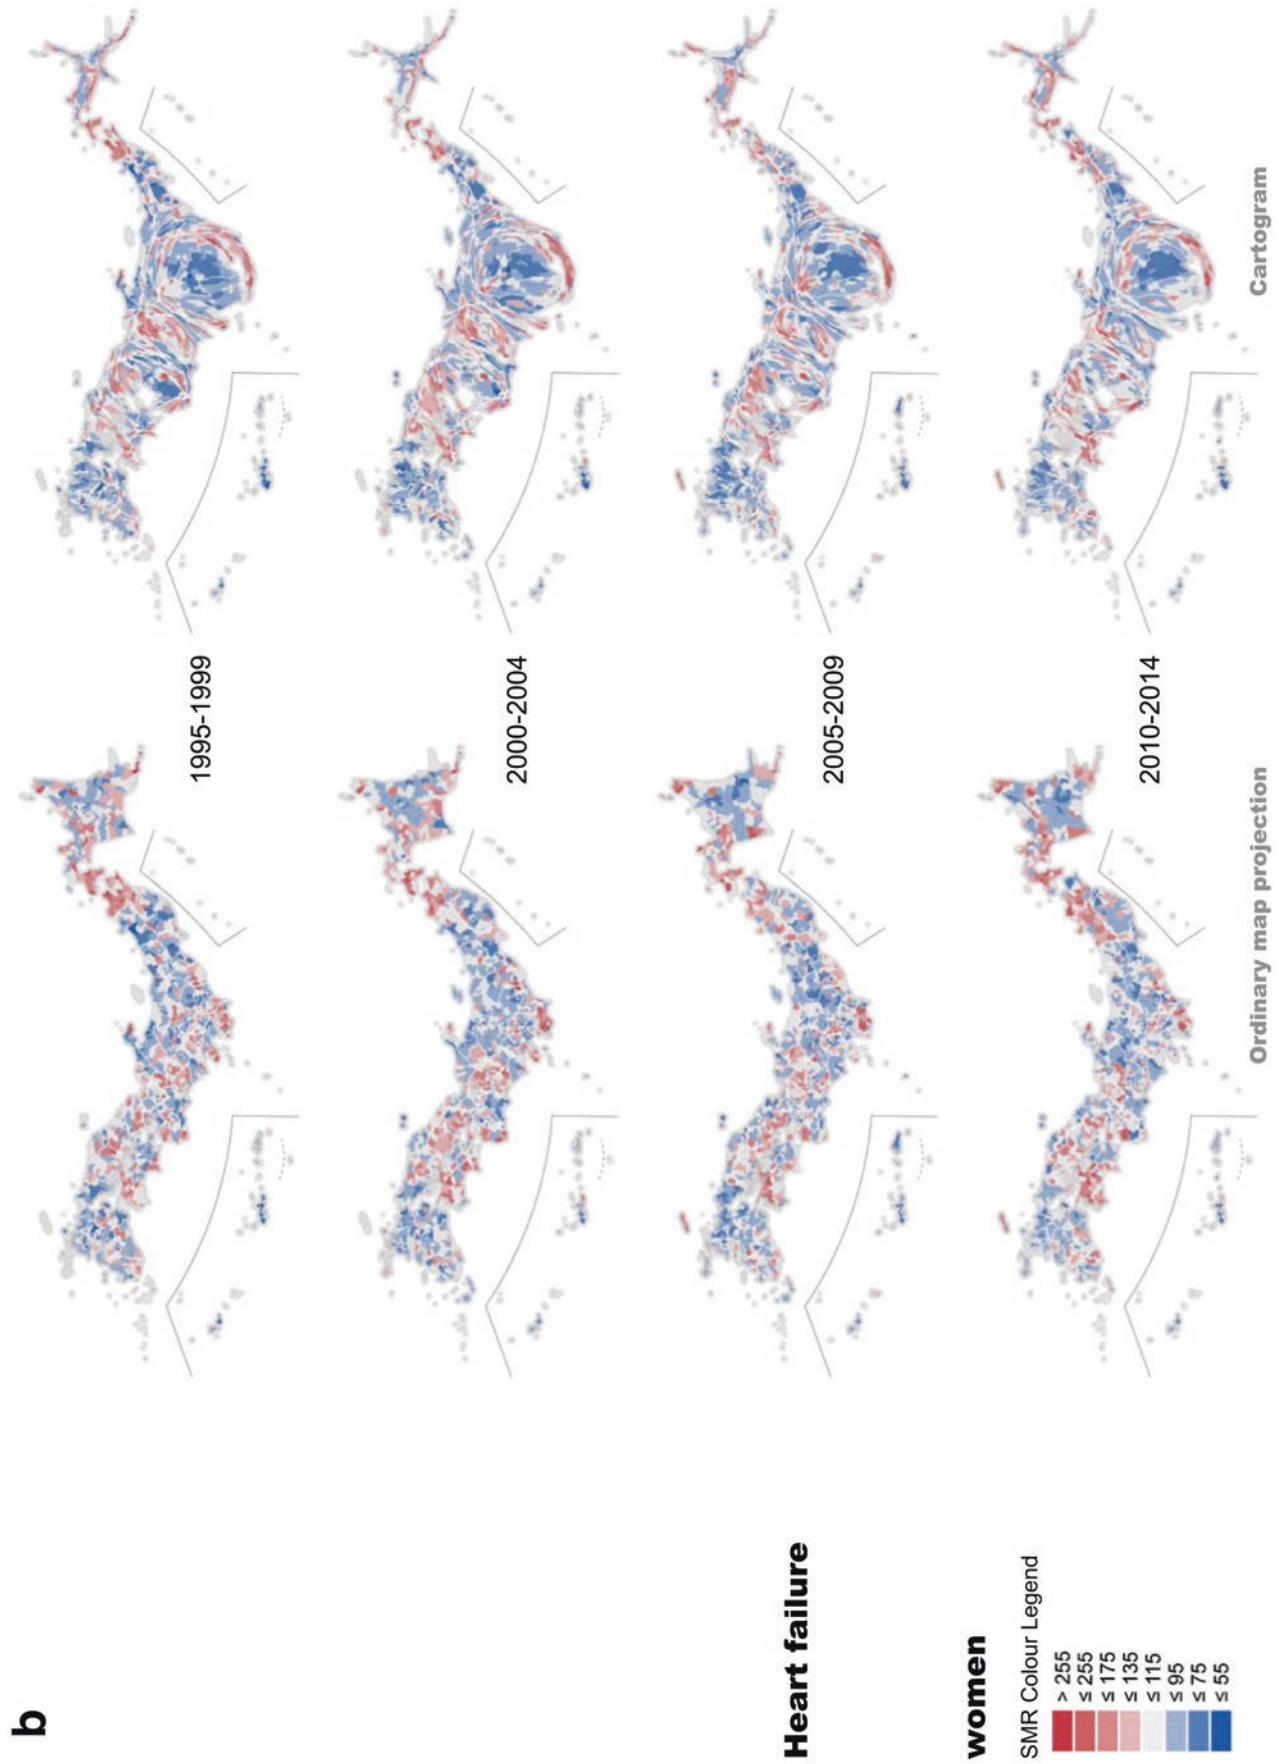 b
1995-1999
2000-2004
2005-2009
2010-2014
Heart failure
women
SMR Colour Legend
> 255
≤ 255
≤ 175
≤ 135
≤ 115
≤ 95
≤ 75
≤ 55
Ordinary map projection
Cartogram